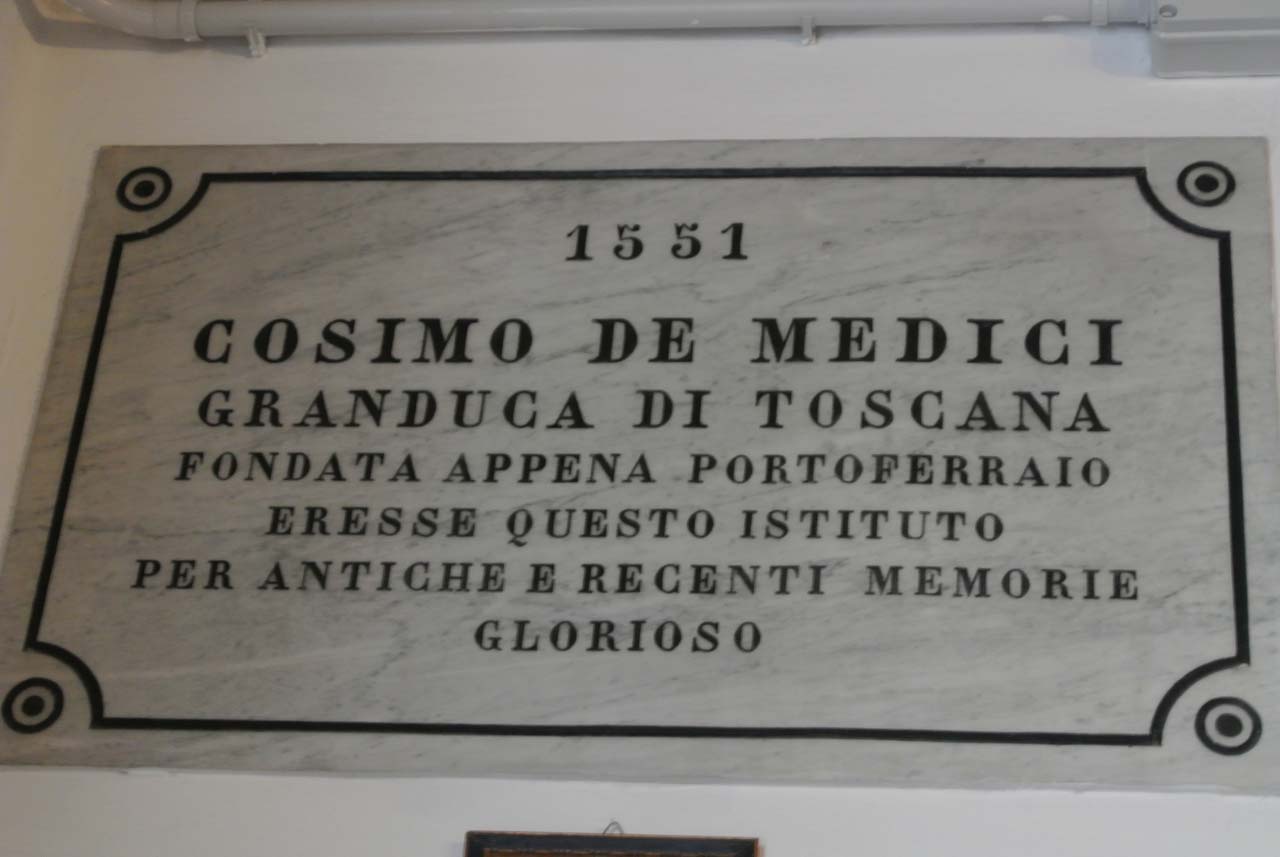 1551
COSIMO DE MEDICI
GRANDUCA DI TOSCANA
FONDATA APPENA PORTOFERRAIO
ERESSE QUESTO ISTITUTO
PER ANTICHE E RECENTI MEMORIE
GLORIOSO